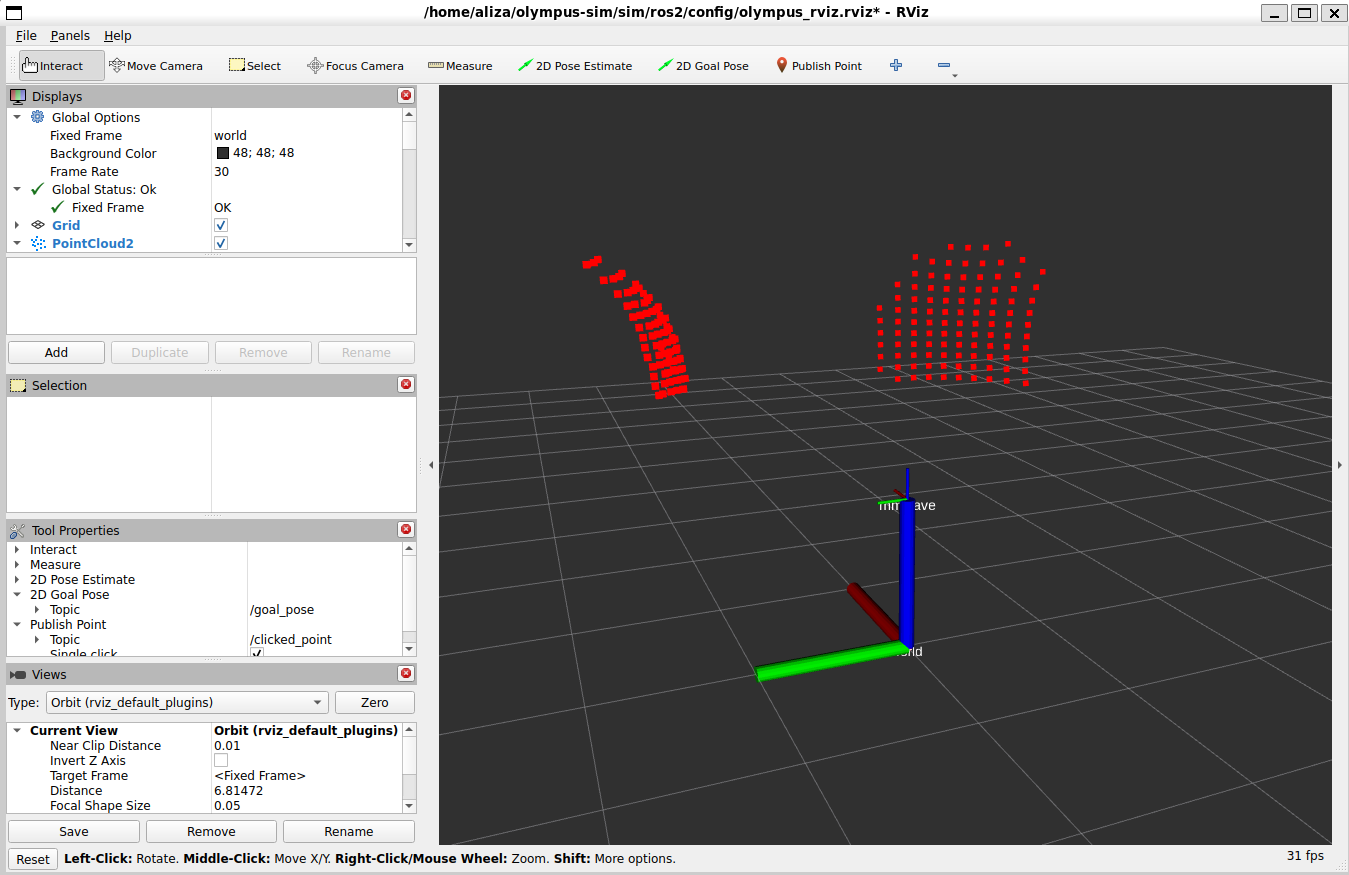 /home/aliza/olympus-sim/sim/ros2/config/olympus_rviz.rviz* - RViz
File Panels Help
Interact Move Camera Select Focus Camera Measure 2D Pose Estimate 2D Goal Pose Publish Point
Displays
Global Options
Fixed Frame world
Background Color 48; 48; 48
Frame Rate 30
Global Status: Ok
Fixed Frame OK
Grid
PointCloud2
Add Duplicate Remove Rename
Selection
Tool Properties
Interact
Measure
2D Pose Estimate
2D Goal Pose
Topic /goal_pose
Publish Point
Topic /clicked_point
Single click
Views
Type: Orbit (rviz_default_plugins) Zero
Current View Orbit (rviz_default_plugins)
Near Clip Distance 0.01
Invert Z Axis
Target Frame <Fixed Frame>
Distance 6.81472
Focal Shape Size 0.05
Save Remove Rename
Reset Left-Click: Rotate. Middle-Click: Move X/Y. Right-Click/Mouse Wheel: Zoom. Shift: More options.
31 fps